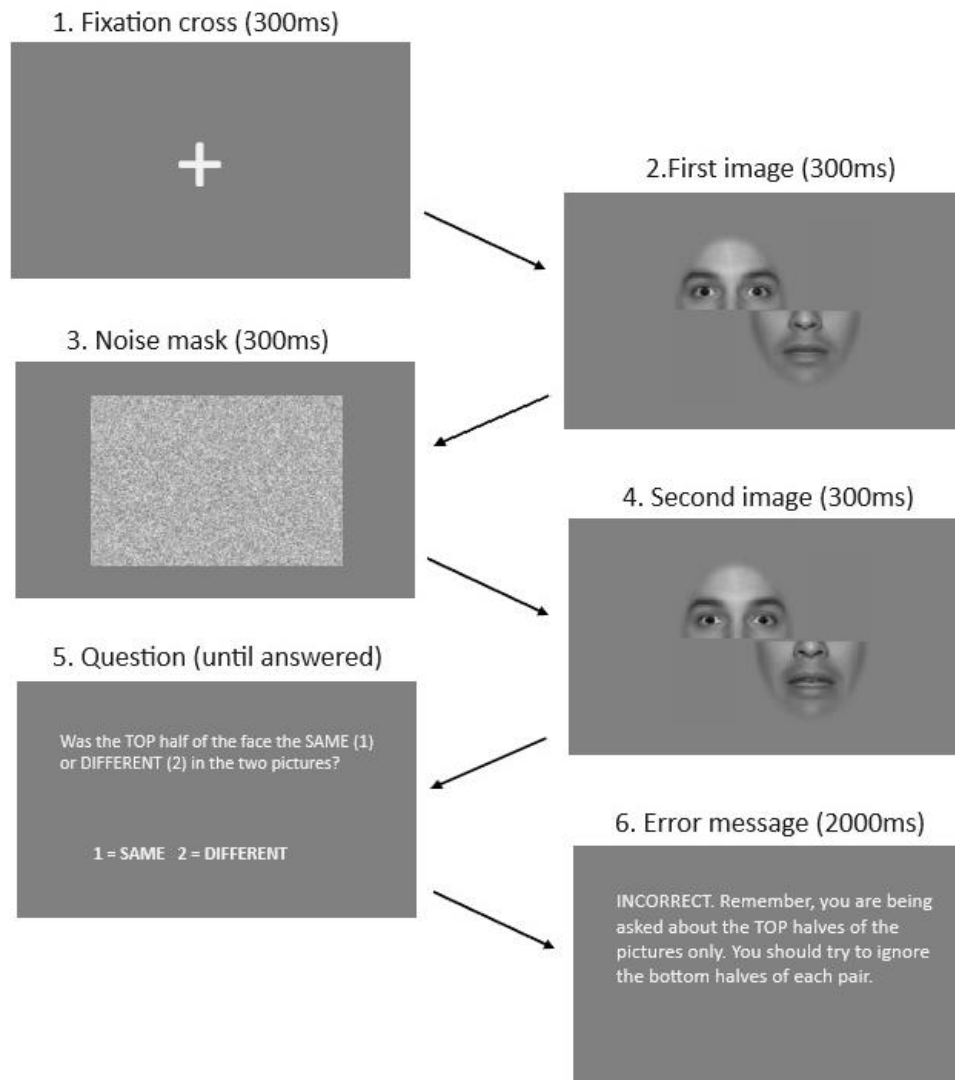 1. Fixation cross (300ms)
2.First image (300ms)
3. Noise mask (300ms)
4. Second image (300ms)
5. Question (until answered)
Was the TOP half of the face the SAME (1)
or DIFFERENT (2) in the two pictures?
1 = SAME 2 = DIFFERENT
6. Error message (2000ms)
INCORRECT. Remember, you are being
asked about the TOP halves of the
pictures only. You should try to ignore
the bottom halves of each pair.